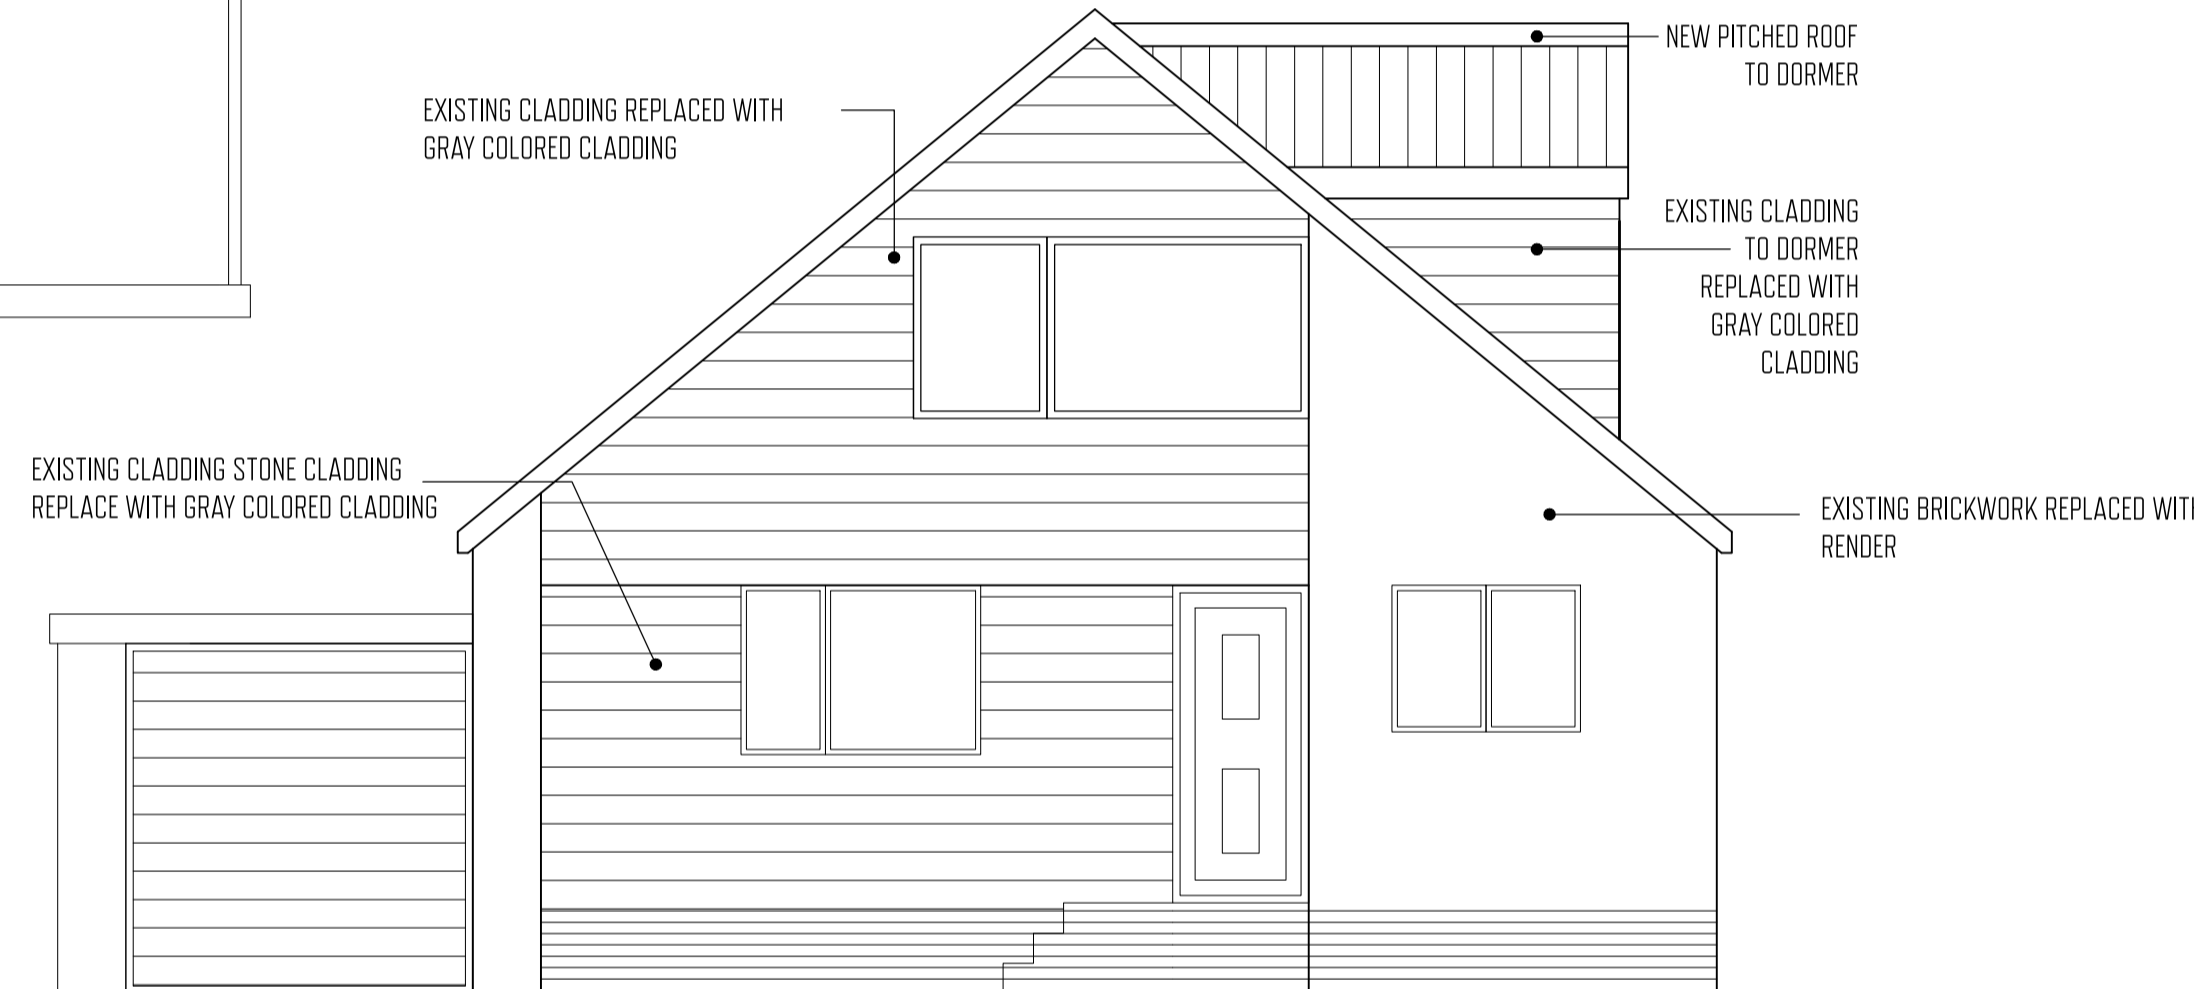 NEW PITCHED ROOF
TO DORMER
EXISTING CLADDING REPLACED WITH
GRAY COLORED CLADDING
EXISTING CLADDING
TO DORMER
REPLACED WITH
GRAY COLORED
CLADDING
EXISTING CLADDING STONE CLADDING
REPLACE WITH GRAY COLORED CLADDING
EXISTING BRICKWORK REPLACED WITH
RENDER